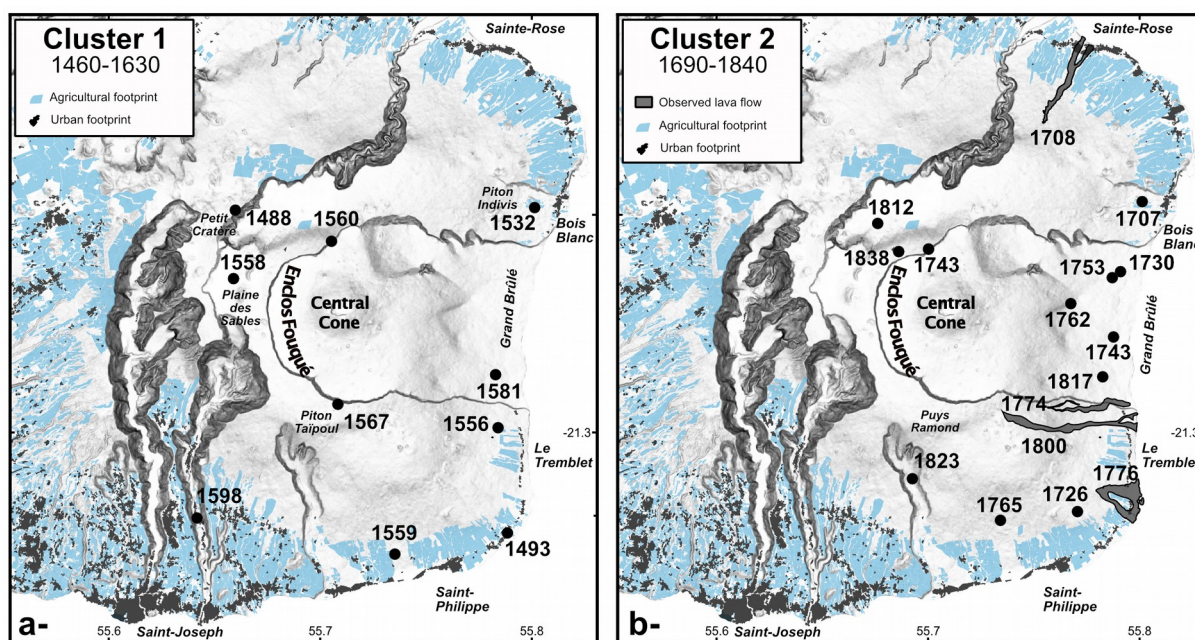 Cluster 1
1460-1630
Agricultural footprint
Urban footprint
Sainte-Rose
Piton
Indivis
1532
Bois
Blanc
Petit
Cratère
1488
1560
1558
Plaine
des
Sables
Enclos Fouqué
Central
Cone
Grand Brûlé
1581
1567
Piton
Taïpoul
1556
-21.3
Le
Tremblet
1598
1559
1493
Saint-
Philippe
a-
55.6
Saint-Joseph
55.7
55.8
Cluster 2
1690-1840
Observed lava flow
Agricultural footprint
Urban footprint
Sainte-Rose
1708
1812
1707
Bois
Blanc
1838
1743
1753
1730
Enclos Fouqué
Central
Cone
1762
Grand Brûlé
1743
1817
1774
Puys
Ramond
1800
-21.3
Le
Tremblet
1823
1776
1765
1726
Saint-
Philippe
b-
55.6
Saint-Joseph
55.7
55.8